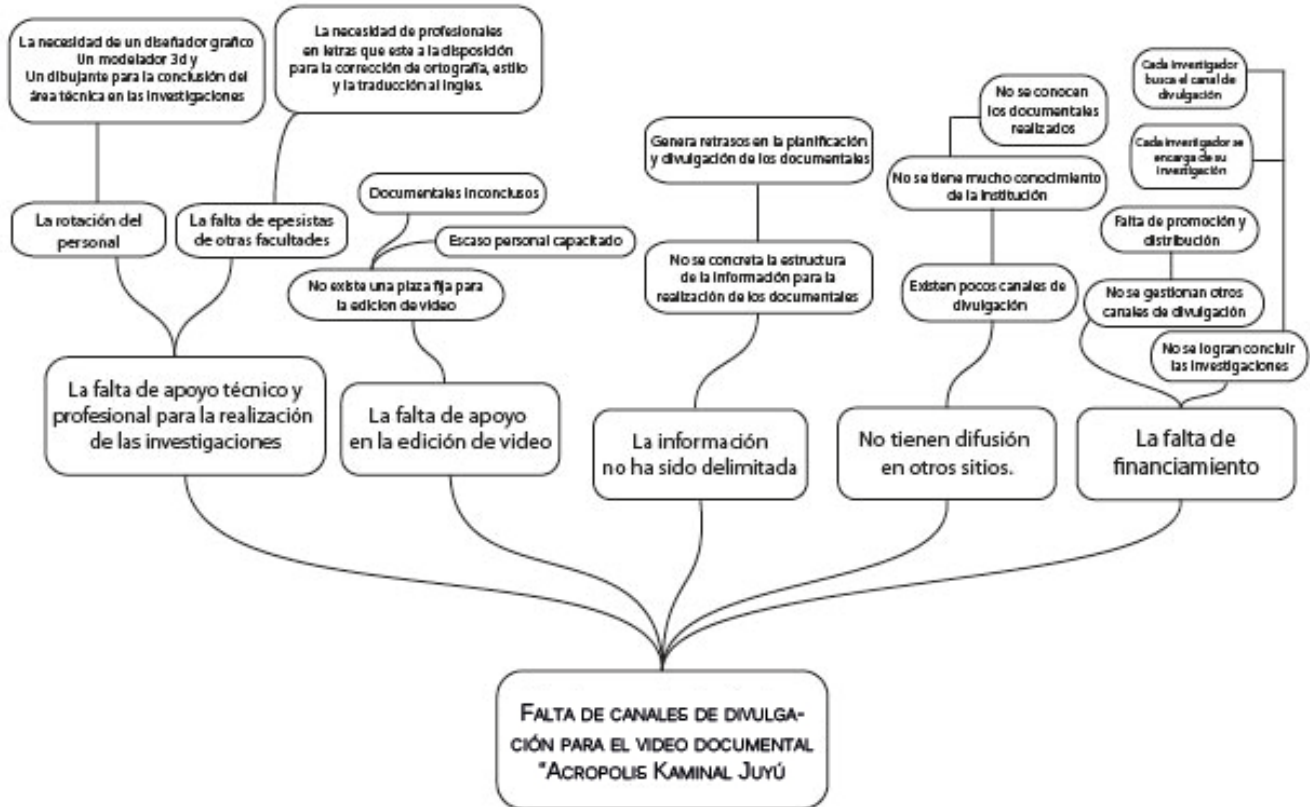 La necesidad de un diseñador grafico
Un modelador 3d y
Un dibujante para la conclusión del
área técnica en las investigaciones
La necesidad de profesionales
en letras que este a la disposición
para la corrección de ortografía, estilo
y la traducción al ingles.
La rotación del
personal
La falta de epesistas
de otras facultades
La falta de apoyo técnico y
profesional para la realización
de las investigaciones
Documentales inconclusos
Escaso personal capacitado
No existe una plaza fija para
la edicion de video
La falta de apoyo
en la edición de video
Genera retrasos en la planificación
y divulgación de los documentales
No se concreta la estructura
de la información para la
realización de los documentales
La información
no ha sido delimitada
No se conocen
los documentales
realizados
No se tiene mucho conocimiento
de la institución
Existen pocos canales de
divulgación
No tienen difusión
en otros sitios.
Cada investigador
busca el canal de
divulgación
Cada investigador se
encarga de su
investigación
Falta de promoción y
distribución
No se gestionan otros
canales de divulgación
No se logran concluir
las investigaciones
La falta de
financiamiento
FALTA DE CANALES DE DIVULGA-
CIÓN PARA EL VIDEO DOCUMENTAL
"ACROPOLIS KAMINAL JUYÚ